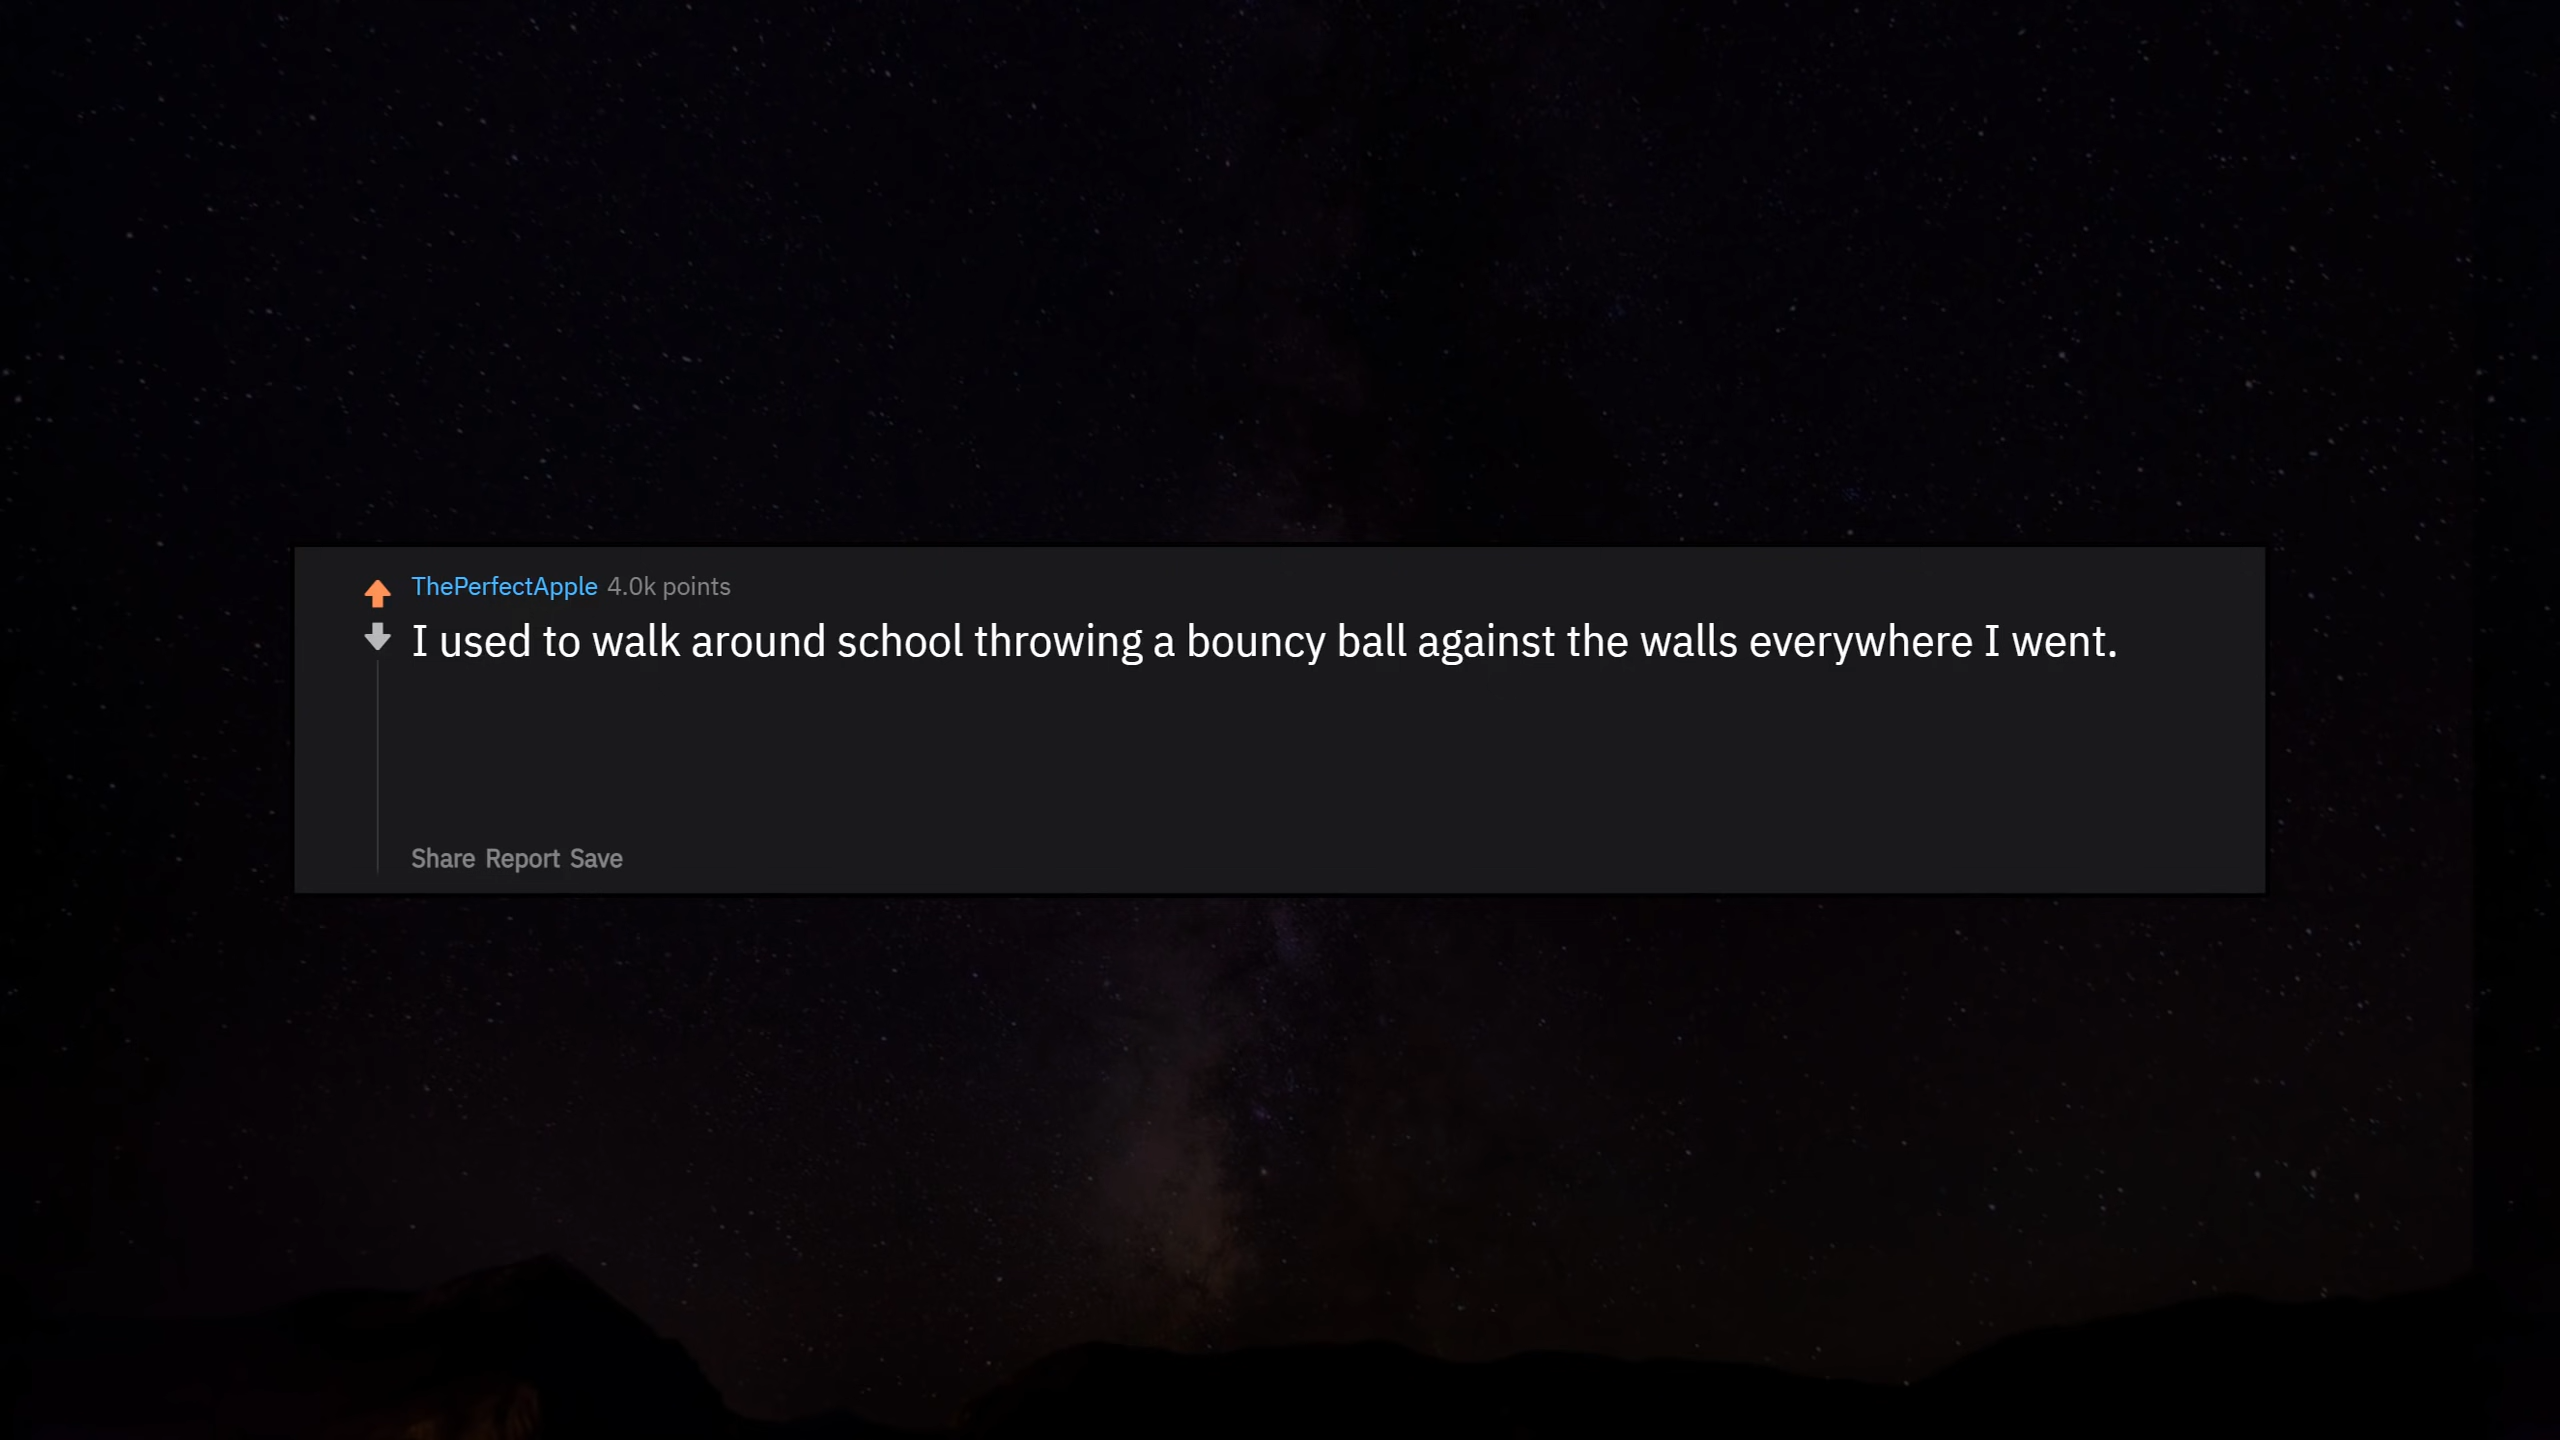 ThePerfectApple 4.0k points
I used to walk around school throwing a bouncy ball against the walls everywhere I went.
Share Report Save